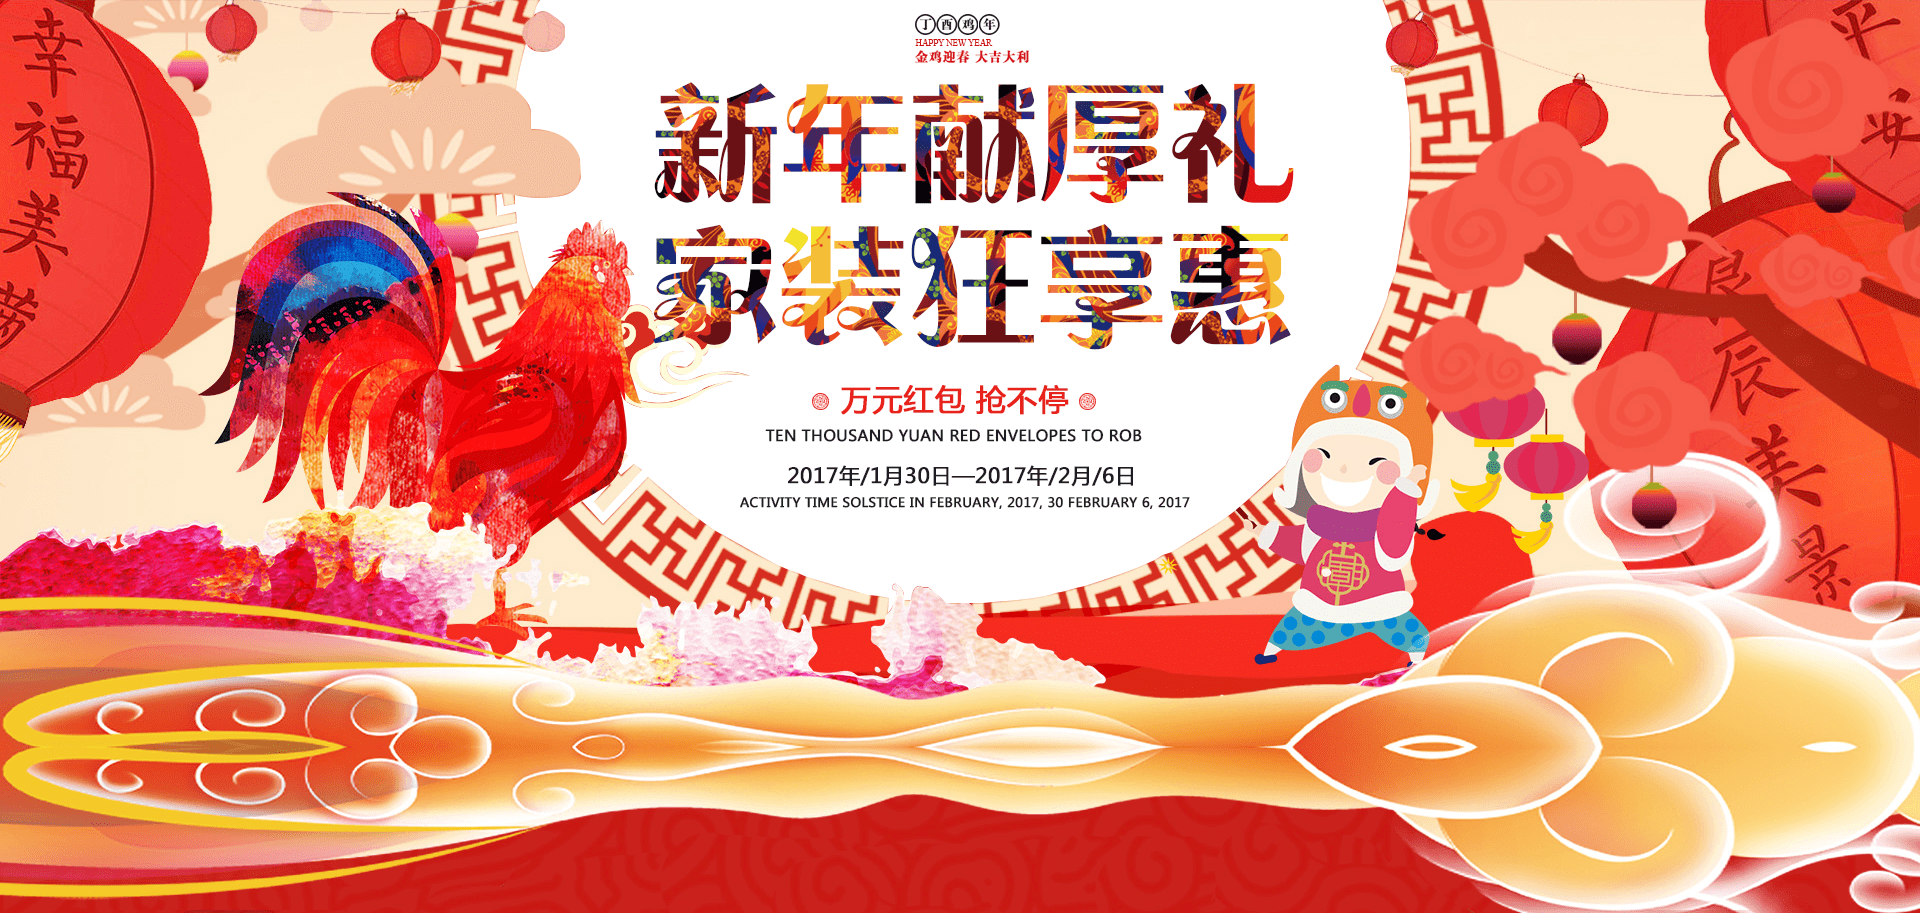 丁酉鸡年
HAPPY NEW YEAR
金鸡迎春 大吉大利
新年献厚礼
家装狂享惠
万元红包 抢不停
TEN THOUSAND YUAN RED ENVELOPES TO ROB
2017年/1月30日—2017年/2月/6日
ACTIVITY TIME SOLSTICE IN FEBRUARY, 2017, 30 FEBRUARY 6, 2017
幸福美满
平安
良辰美景